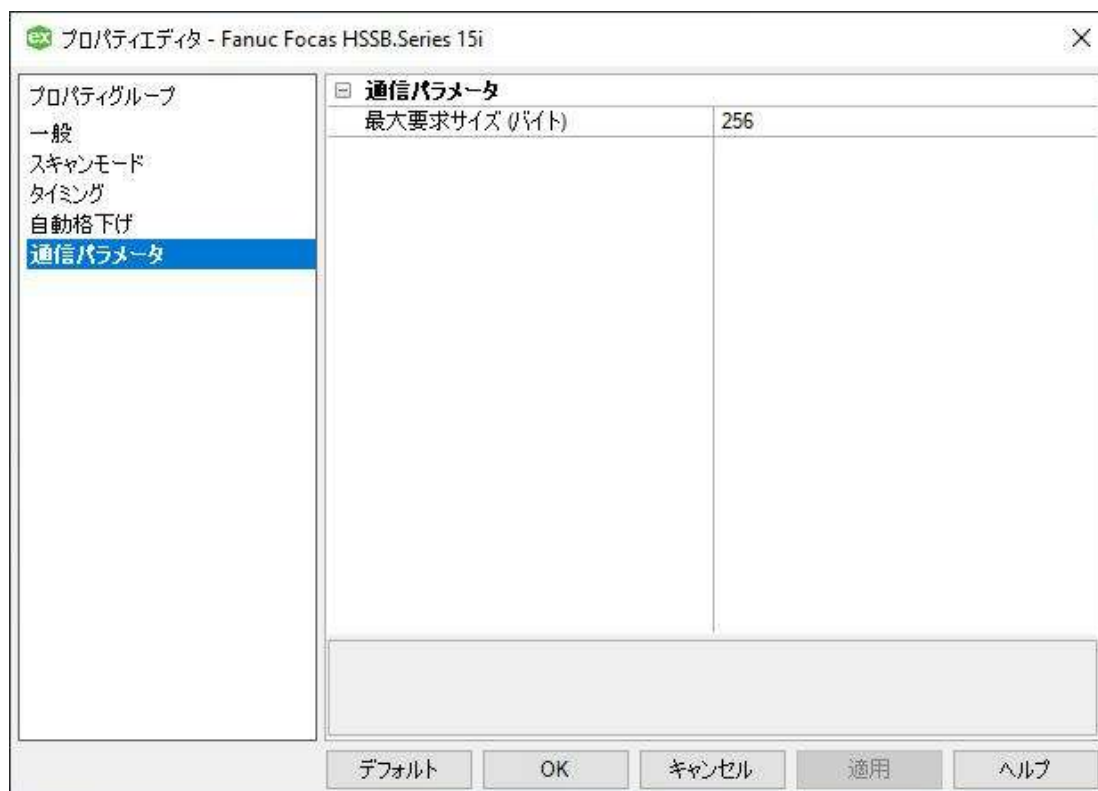 プロパティエディタ - Fanuc Focas HSSB.Series 15i
プロパティグループ
一般
スキャンモード
タイミング
自動格下げ
通信パラメータ
通信パラメータ
最大要求サイズ (バイト) 256
デフォルト OK キャンセル 適用 ヘルプ